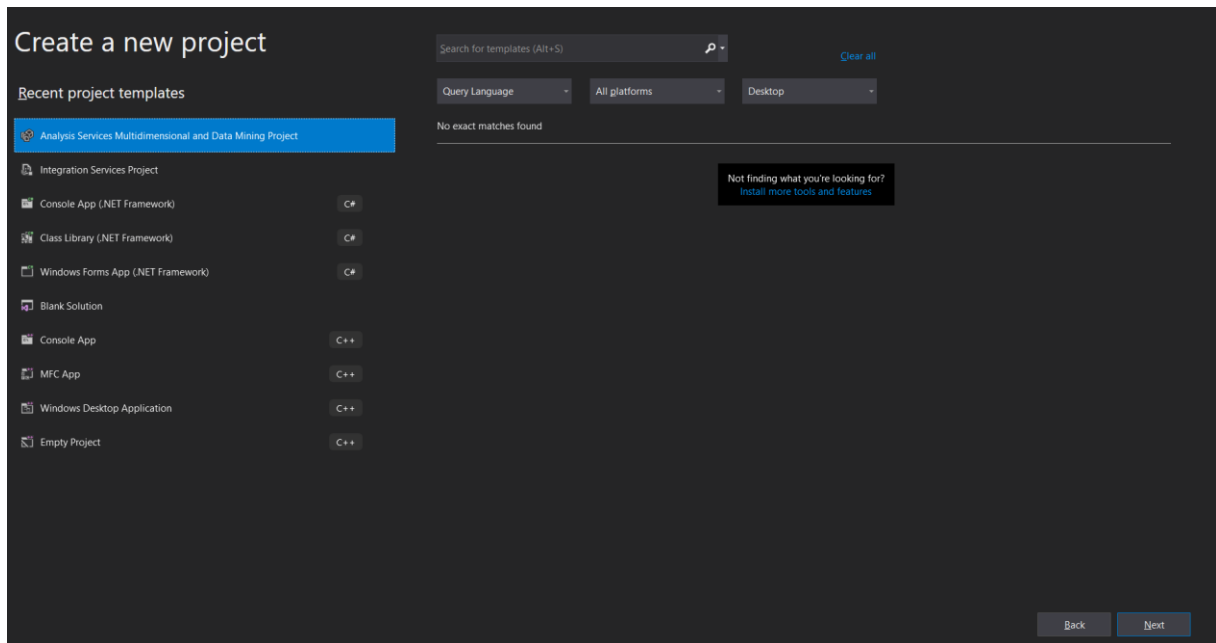 Create a new project
Recent project templates
Analysis Services Multidimensional and Data Mining Project
Integration Services Project
Console App (.NET Framework) C#
Class Library (.NET Framework) C#
Windows Forms App (.NET Framework) C#
Blank Solution
Console App C++
MFC App C++
Windows Desktop Application C++
Empty Project C++
Search for templates (Alt+S)
Clear all
Query Language All platforms Desktop
No exact matches found
Not finding what you're looking for?
Install more tools and features
Back Next